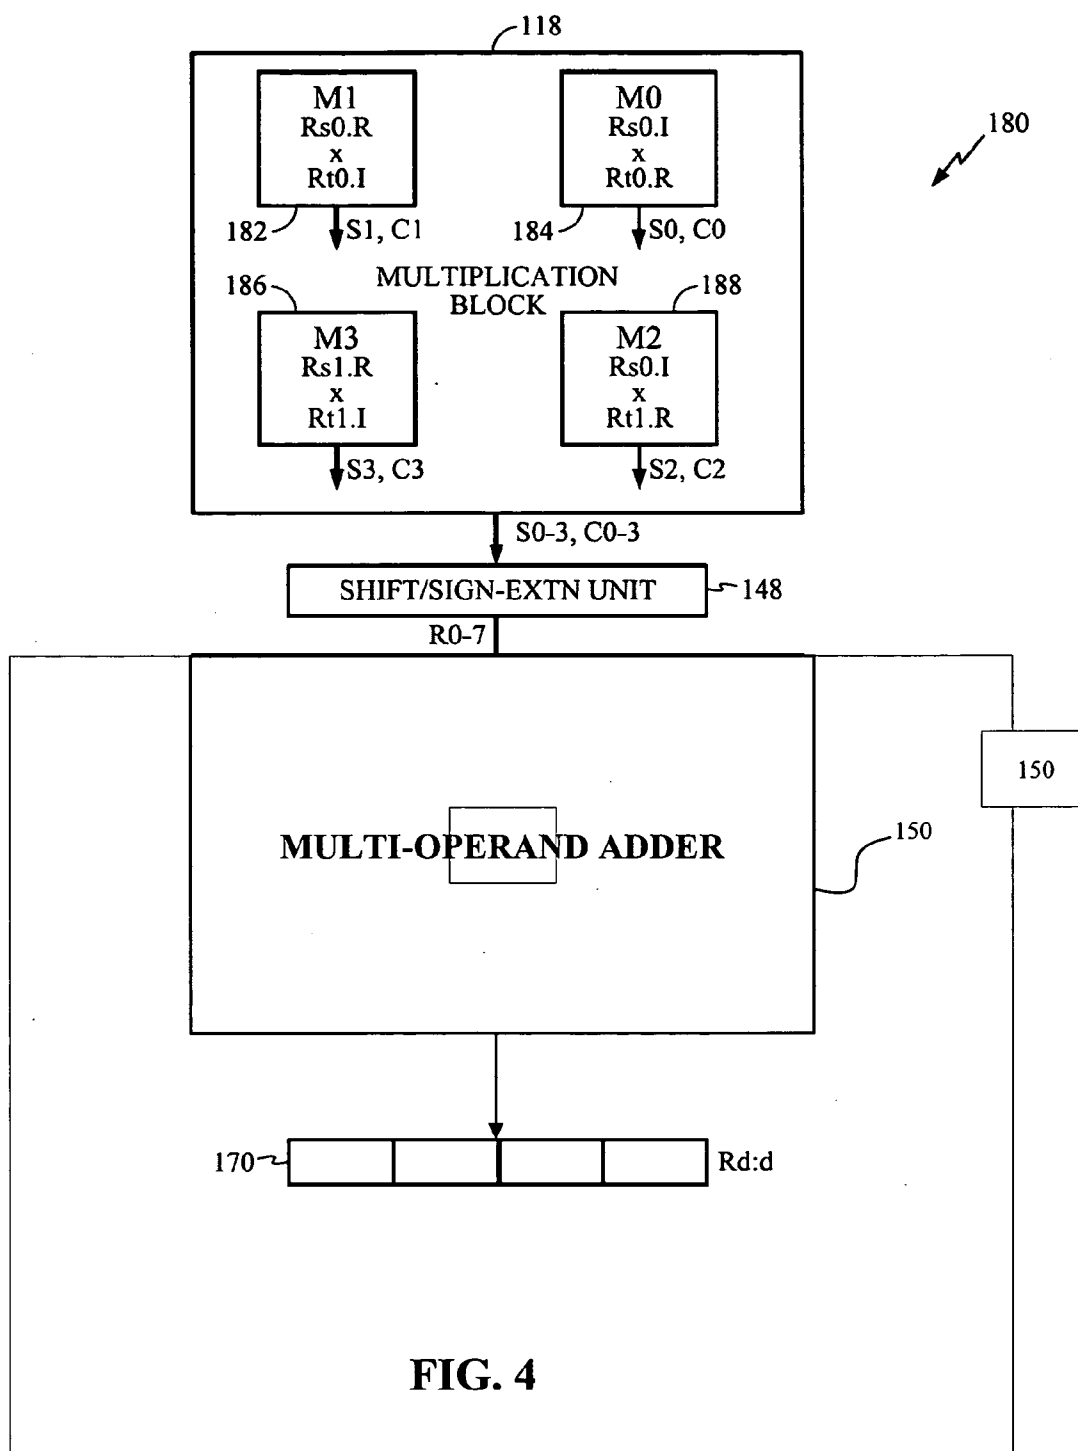 118
M1
Rs0.R
x
Rt0.I
M0
Rs0.I
x
Rt0.R
180
182
S1, C1
184
S0, C0
MULTIPLICATION
BLOCK
186
188
M3
Rs1.R
x
Rt1.I
M2
Rs0.I
x
Rt1.R
S3, C3
S2, C2
S0-3, C0-3
SHIFT/SIGN-EXTN UNIT
148
R0-7
150
MULTI-OPERAND ADDER
150
170
Rd:d
FIG. 4